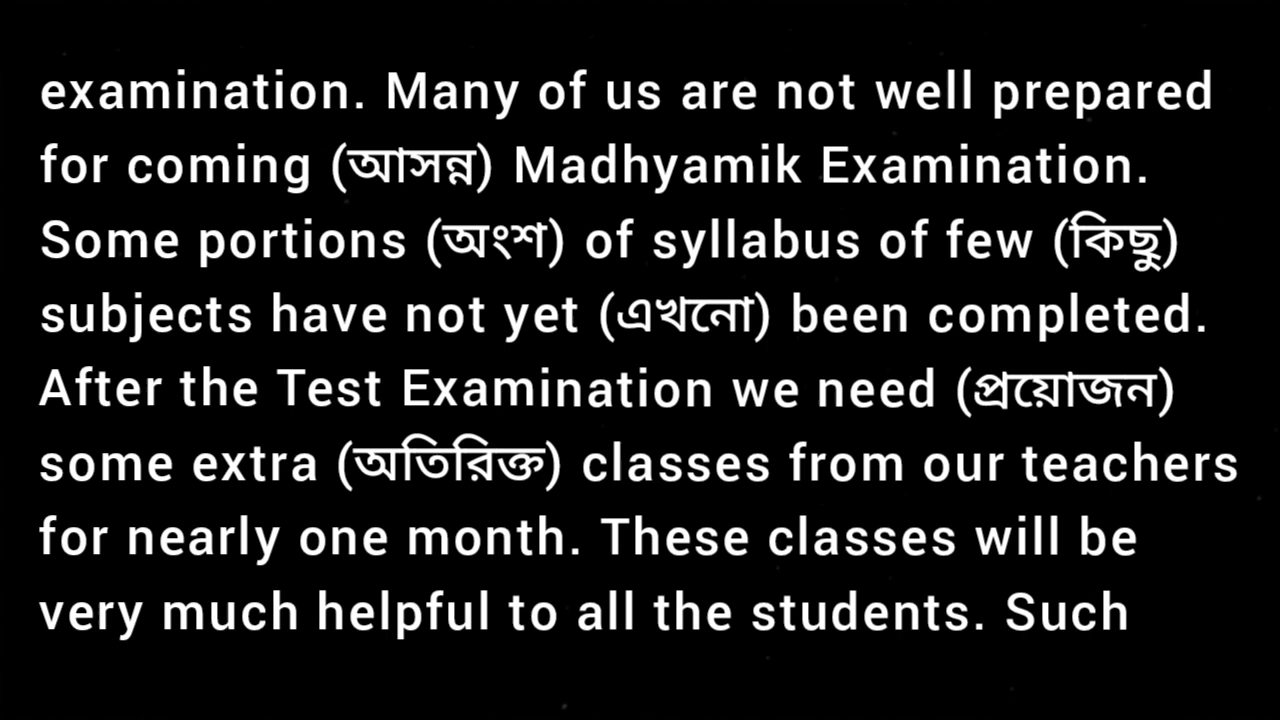 examination. Many of us are not well prepared
for coming (আসন্ন) Madhyamik Examination.
Some portions (অংশ) of syllabus of few (কিছু)
subjects have not yet (এখনো) been completed.
After the Test Examination we need (প্রয়োজন)
some extra (অতিরিক্ত) classes from our teachers
for nearly one month. These classes will be
very much helpful to all the students. Such